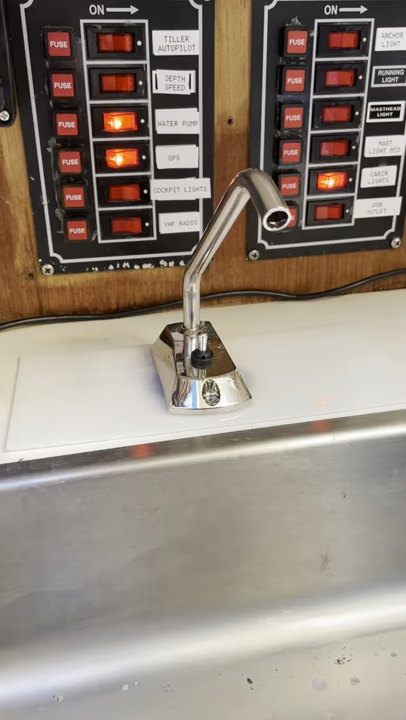 ON
FUSE
TILLER
AUTOPILOT
FUSE
DEPTH
SPEED
FUSE
WATER PUMP
FUSE
GPS
FUSE
COCKPIT LIGHTS
FUSE
VHF RADIO
ON
FUSE
ANCHOR
LIGHT
FUSE
RUNNING
LIGHT
FUSE
MASTHEAD
LIGHT
FUSE
MAST
LIGHT MID
FUSE
CABIN
LIGHTS
USB
OUTLET